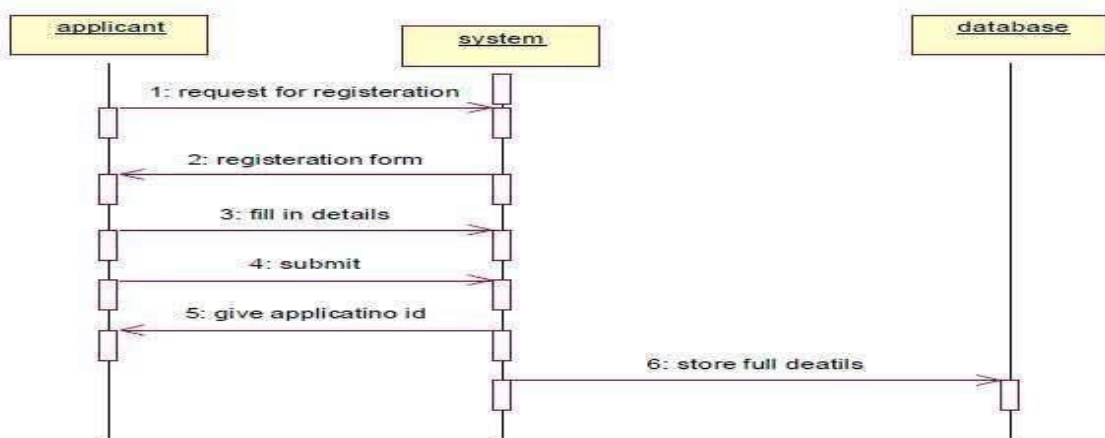 applicant
system
database
1: request for registeration
2: registeration form
3: fill in details
4: submit
5: give applicatino id
6: store full deatils